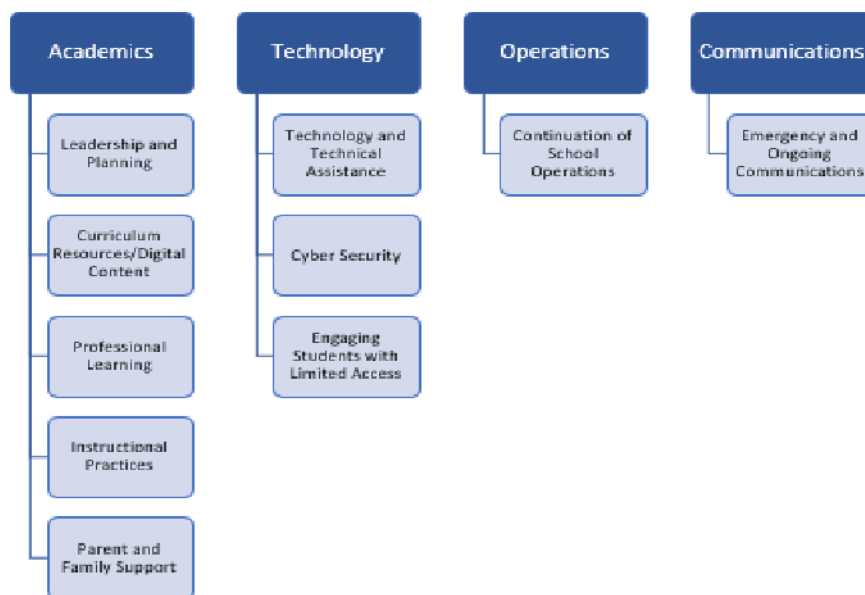 Academics
Leadership and
Planning
Curriculum
Resources/Digital
Content
Professional
Learning
Instructional
Practices
Parent and
Family Support
Technology
Technology and
Technical
Assistance
Cyber Security
Engaging
Students with
Limited Access
Operations
Continuation of
School
Operations
Communications
Emergency and
Ongoing
Communications